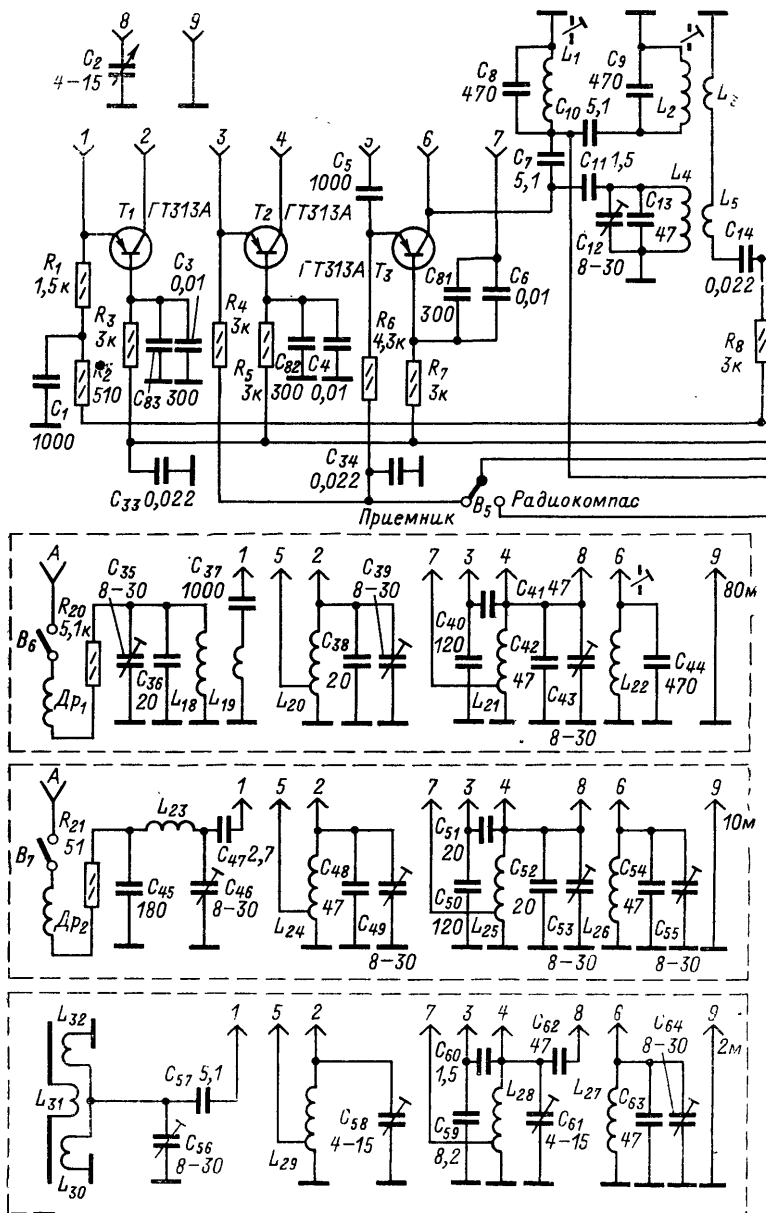 8 9
C2
4-15
C8
470
L1
C9
470
C10 5,1
L2
L3
1 2 3 4 5 6 7
C5
1000
C7
5,1
C11 1,5
L4
T1 ГТ313А
T2 ГТ313А
ГТ313А T3
C12
8-30
C13
47
L5
C14
0,022
R1
1,5к
C3
0,01
R3
3к
R4
3к
C81
300
C6
0,01
R6
4,3к
R8
3к
R2
510
C83 300
R5
3к
C82
300
C4
0,01
R7
3к
C1
1000
C33 0,022
C34
0,022
Приемник
B5
Радиокомпас
A
C35
8-30
C37
1000
1
5 2
C39
8-30
7 3 4 8 6 9
80м
R20
5,1к
B6
C41 47
C40
120
C38
20
C42
47
C36
20
Др1
L18 L19
L20
L21
C43
8-30
L22
C44
470
A
L23
1
5 2
7 3 4 8 6 9
10м
R21
51
B7
C47 2,7
C51
20
C45
180
C46
8-30
C48
47
C52
20
C54
47
Др2
L24
C49
8-30
C50
120
L25
C53
8-30
L26
C55
8-30
L32
1
5 2
7 3 4
C62
47
8 6
C64
8-30
9
2м
C57 5,1
C60
1,5
L31
L28
L27
C63
47
C56
8-30
C58
4-15
C59
8,2
C61
4-15
L30
L29